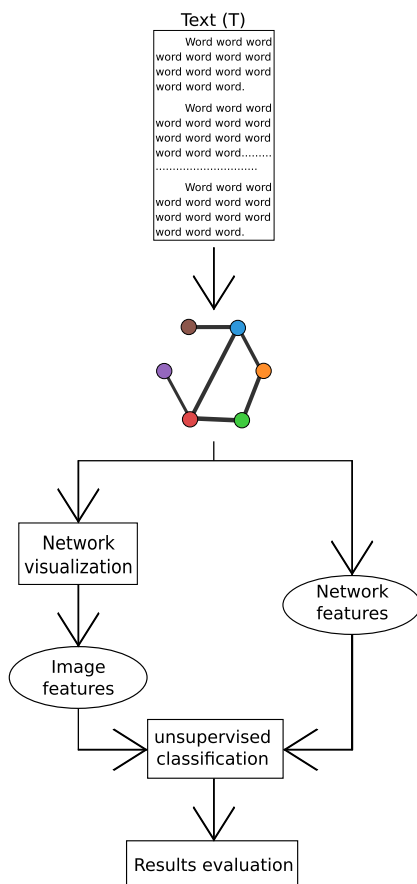 Text (T)
Word word word
word word word word
word word word word
word word word.
Word word word
word word word word
word word word word
word word word.........
..............................
Word word word
word word word word
word word word word
word word word.
Network
visualization
Network
features
Image
features
unsupervised
classification
Results evaluation